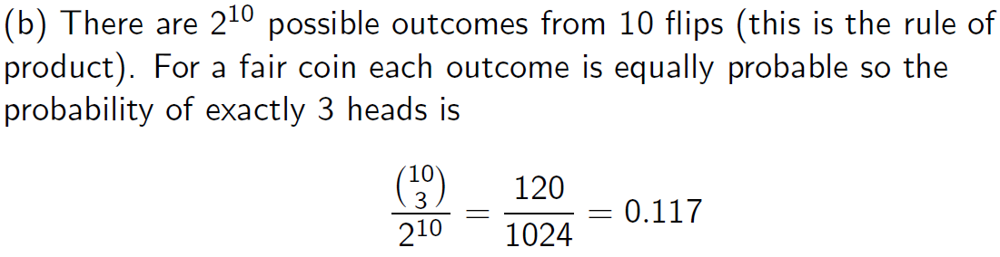 (b) There are 2^10 possible outcomes from 10 flips (this is the rule of
product). For a fair coin each outcome is equally probable so the
probability of exactly 3 heads is
\frac{\binom{10}{3}}{2^{10}} = \frac{120}{1024} = 0.117